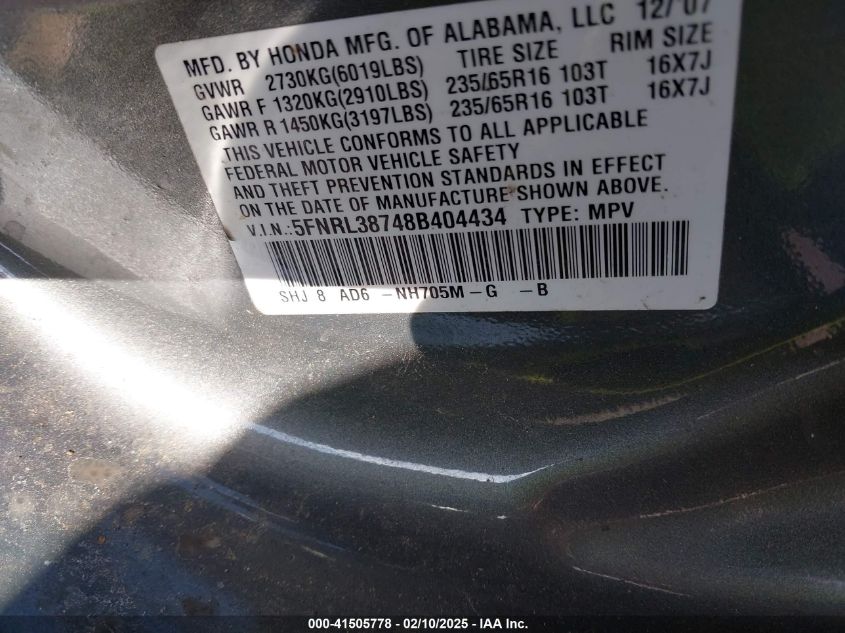 MFD. BY HONDA MFG. OF ALABAMA, LLC 12/'07
GVWR 2730KG(6019LBS) TIRE SIZE RIM SIZE
GAWR F 1320KG(2910LBS) 235/65R16 103T 16X7J
GAWR R 1450KG(3197LBS) 235/65R16 103T 16X7J
THIS VEHICLE CONFORMS TO ALL APPLICABLE
FEDERAL MOTOR VEHICLE SAFETY
AND THEFT PREVENTION STANDARDS IN EFFECT
ON THE DATE OF MANUFACTURE SHOWN ABOVE.
V.I.N.:5FNRL38748B404434 TYPE: MPV
SHJ 8 AD6 -NH705M-G -B
000-41505778 - 02/10/2025 - © IAA, Inc.